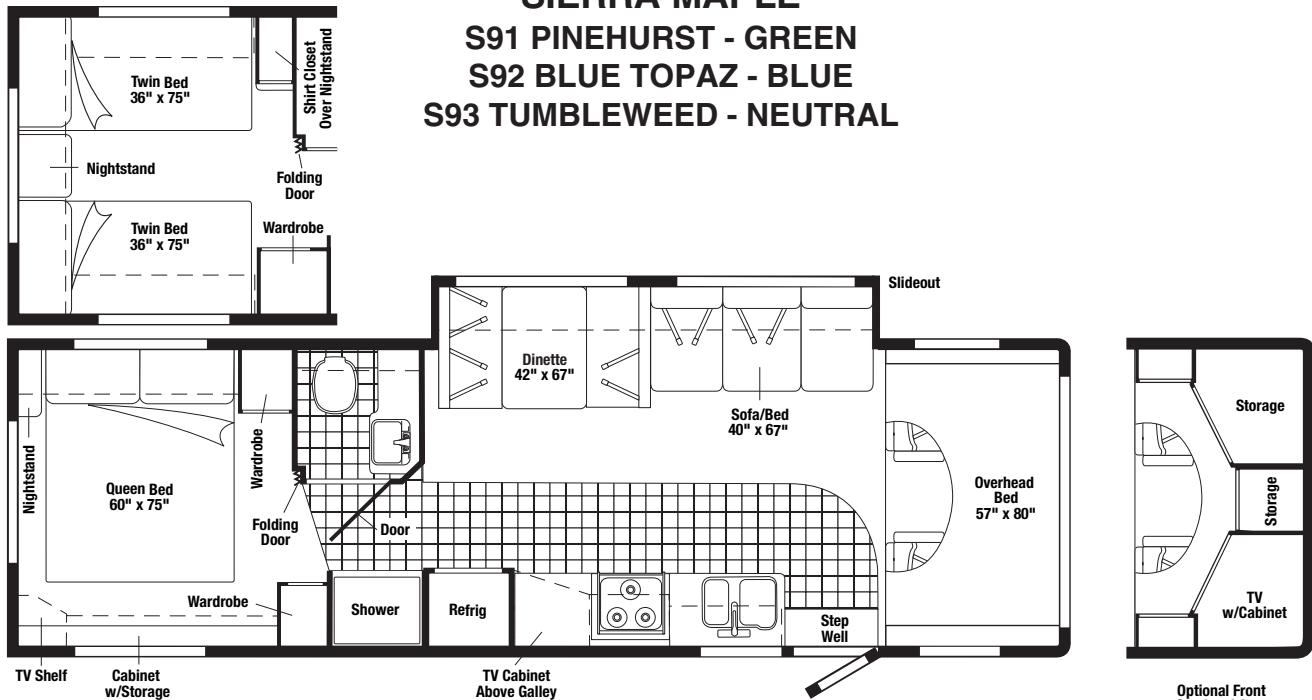 SIERRA MAPLE
S91 PINEHURST - GREEN
S92 BLUE TOPAZ - BLUE
S93 TUMBLEWEED - NEUTRAL
Twin Bed
36" x 75"
Shirt Closet
Over Nightstand
Nightstand
Folding
Door
Twin Bed
36" x 75"
Wardrobe
Slideout
Dinette
42" x 67"
Sofa/Bed
40" x 67"
Nightstand
Queen Bed
60" x 75"
Wardrobe
Folding
Door
Door
Overhead
Bed
57" x 80"
Storage
Storage
TV
w/Cabinet
Wardrobe
Shower
Refrig
Step
Well
TV Shelf
Cabinet
w/Storage
TV Cabinet
Above Galley
Optional Front